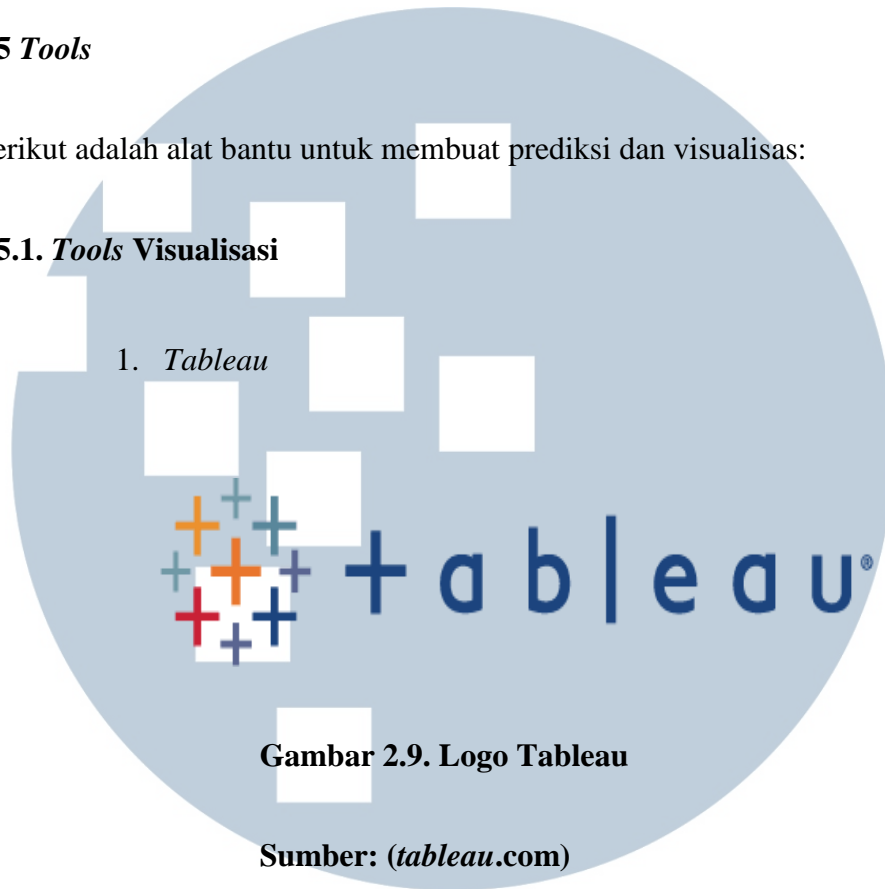 5 Tools
erikut adalah alat bantu untuk membuat prediksi dan visualisas:
5.1. Tools Visualisasi
1. Tableau
+ableau®
Gambar 2.9. Logo Tableau
Sumber: (tableau.com)